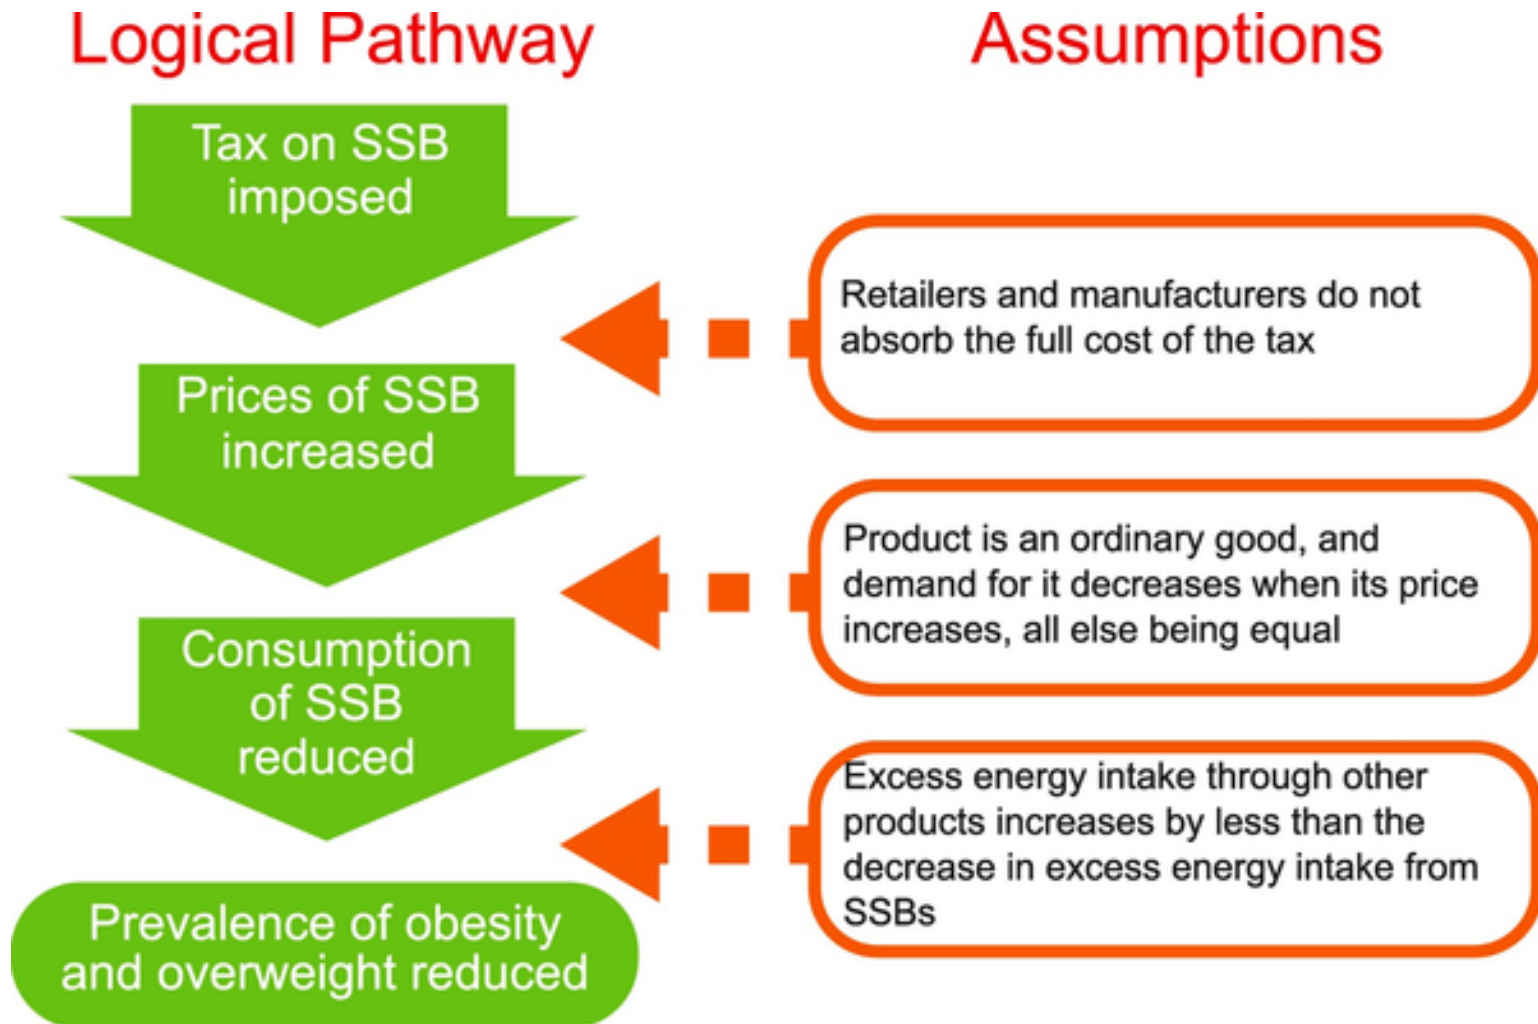 Logical Pathway
Assumptions
Tax on SSB
imposed
Retailers and manufacturers do not
absorb the full cost of the tax
Prices of SSB
increased
Product is an ordinary good, and
demand for it decreases when its price
increases, all else being equal
Consumption
of SSB
reduced
Excess energy intake through other
products increases by less than the
decrease in excess energy intake from
SSBs
Prevalence of obesity
and overweight reduced